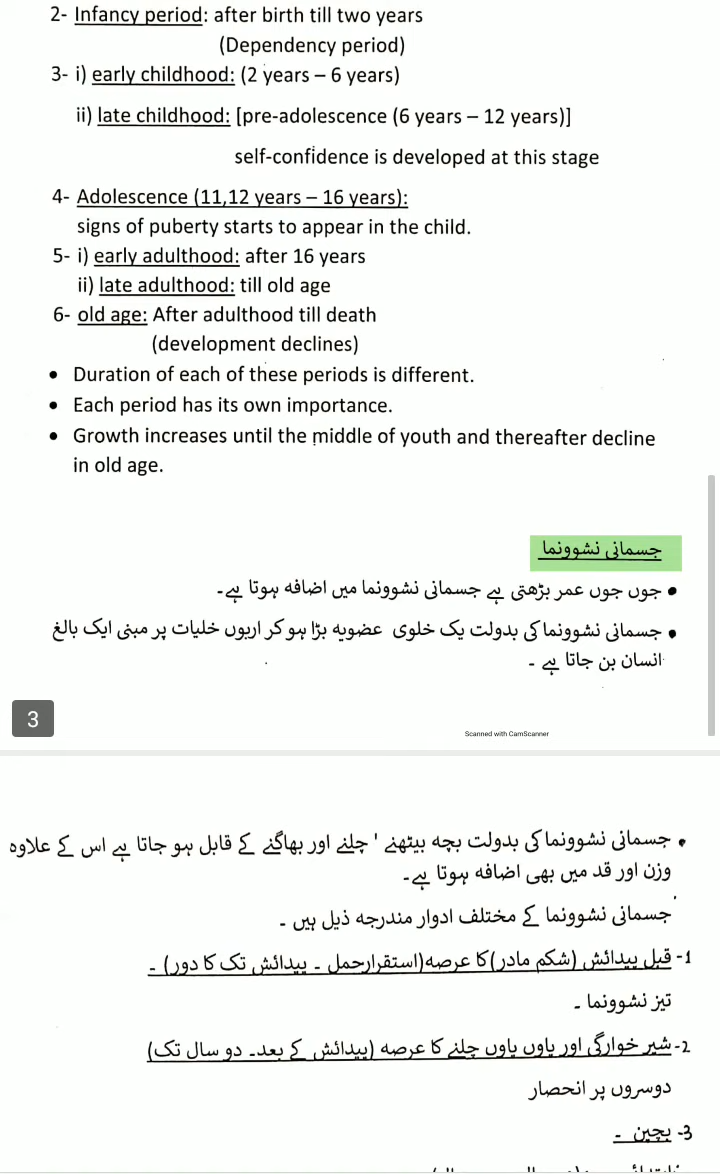 2- Infancy period: after birth till two years
(Dependency period)
3- i) early childhood: (2 years – 6 years)
ii) late childhood: [pre-adolescence (6 years – 12 years)]
self-confidence is developed at this stage
4- Adolescence (11,12 years – 16 years):
signs of puberty starts to appear in the child.
5- i) early adulthood: after 16 years
ii) late adulthood: till old age
6- old age: After adulthood till death
(development declines)
• Duration of each of these periods is different.
• Each period has its own importance.
• Growth increases until the middle of youth and thereafter decline
in old age.
جسمانی نشوونما
• جوں جوں عمر بڑھتی ہے جسمانی نشوونما میں اضافہ ہوتا ہے۔
• جسمانی نشوونما کی بدولت یک خلوی عضویہ بڑا ہو کر اربوں خلیات پر مبنی ایک بالغ
انسان بن جاتا ہے ۔
3
Scanned with CamScanner
• جسمانی نشوونما کی بدولت بچہ بیٹھنے ' چلنے اور بھاگنے کے قابل ہو جاتا ہے اس کے علاوہ
وزن اور قد میں بھی اضافہ ہوتا ہے۔
جسمانی نشوونما کے مختلف ادوار مندرجہ ذیل ہیں ۔
1- قبل پیدائش (شکم مادر)کا عرصہ(استقرارحمل ۔ پیدائش تک کا دور) ۔
تیز نشوونما ۔
2- شیر خوارگی اور پاوں پاوں چلنے کا عرصہ (پیدائش کے بعد۔ دو سال تک)
دوسروں پر انحصار
3- بچپن ۔